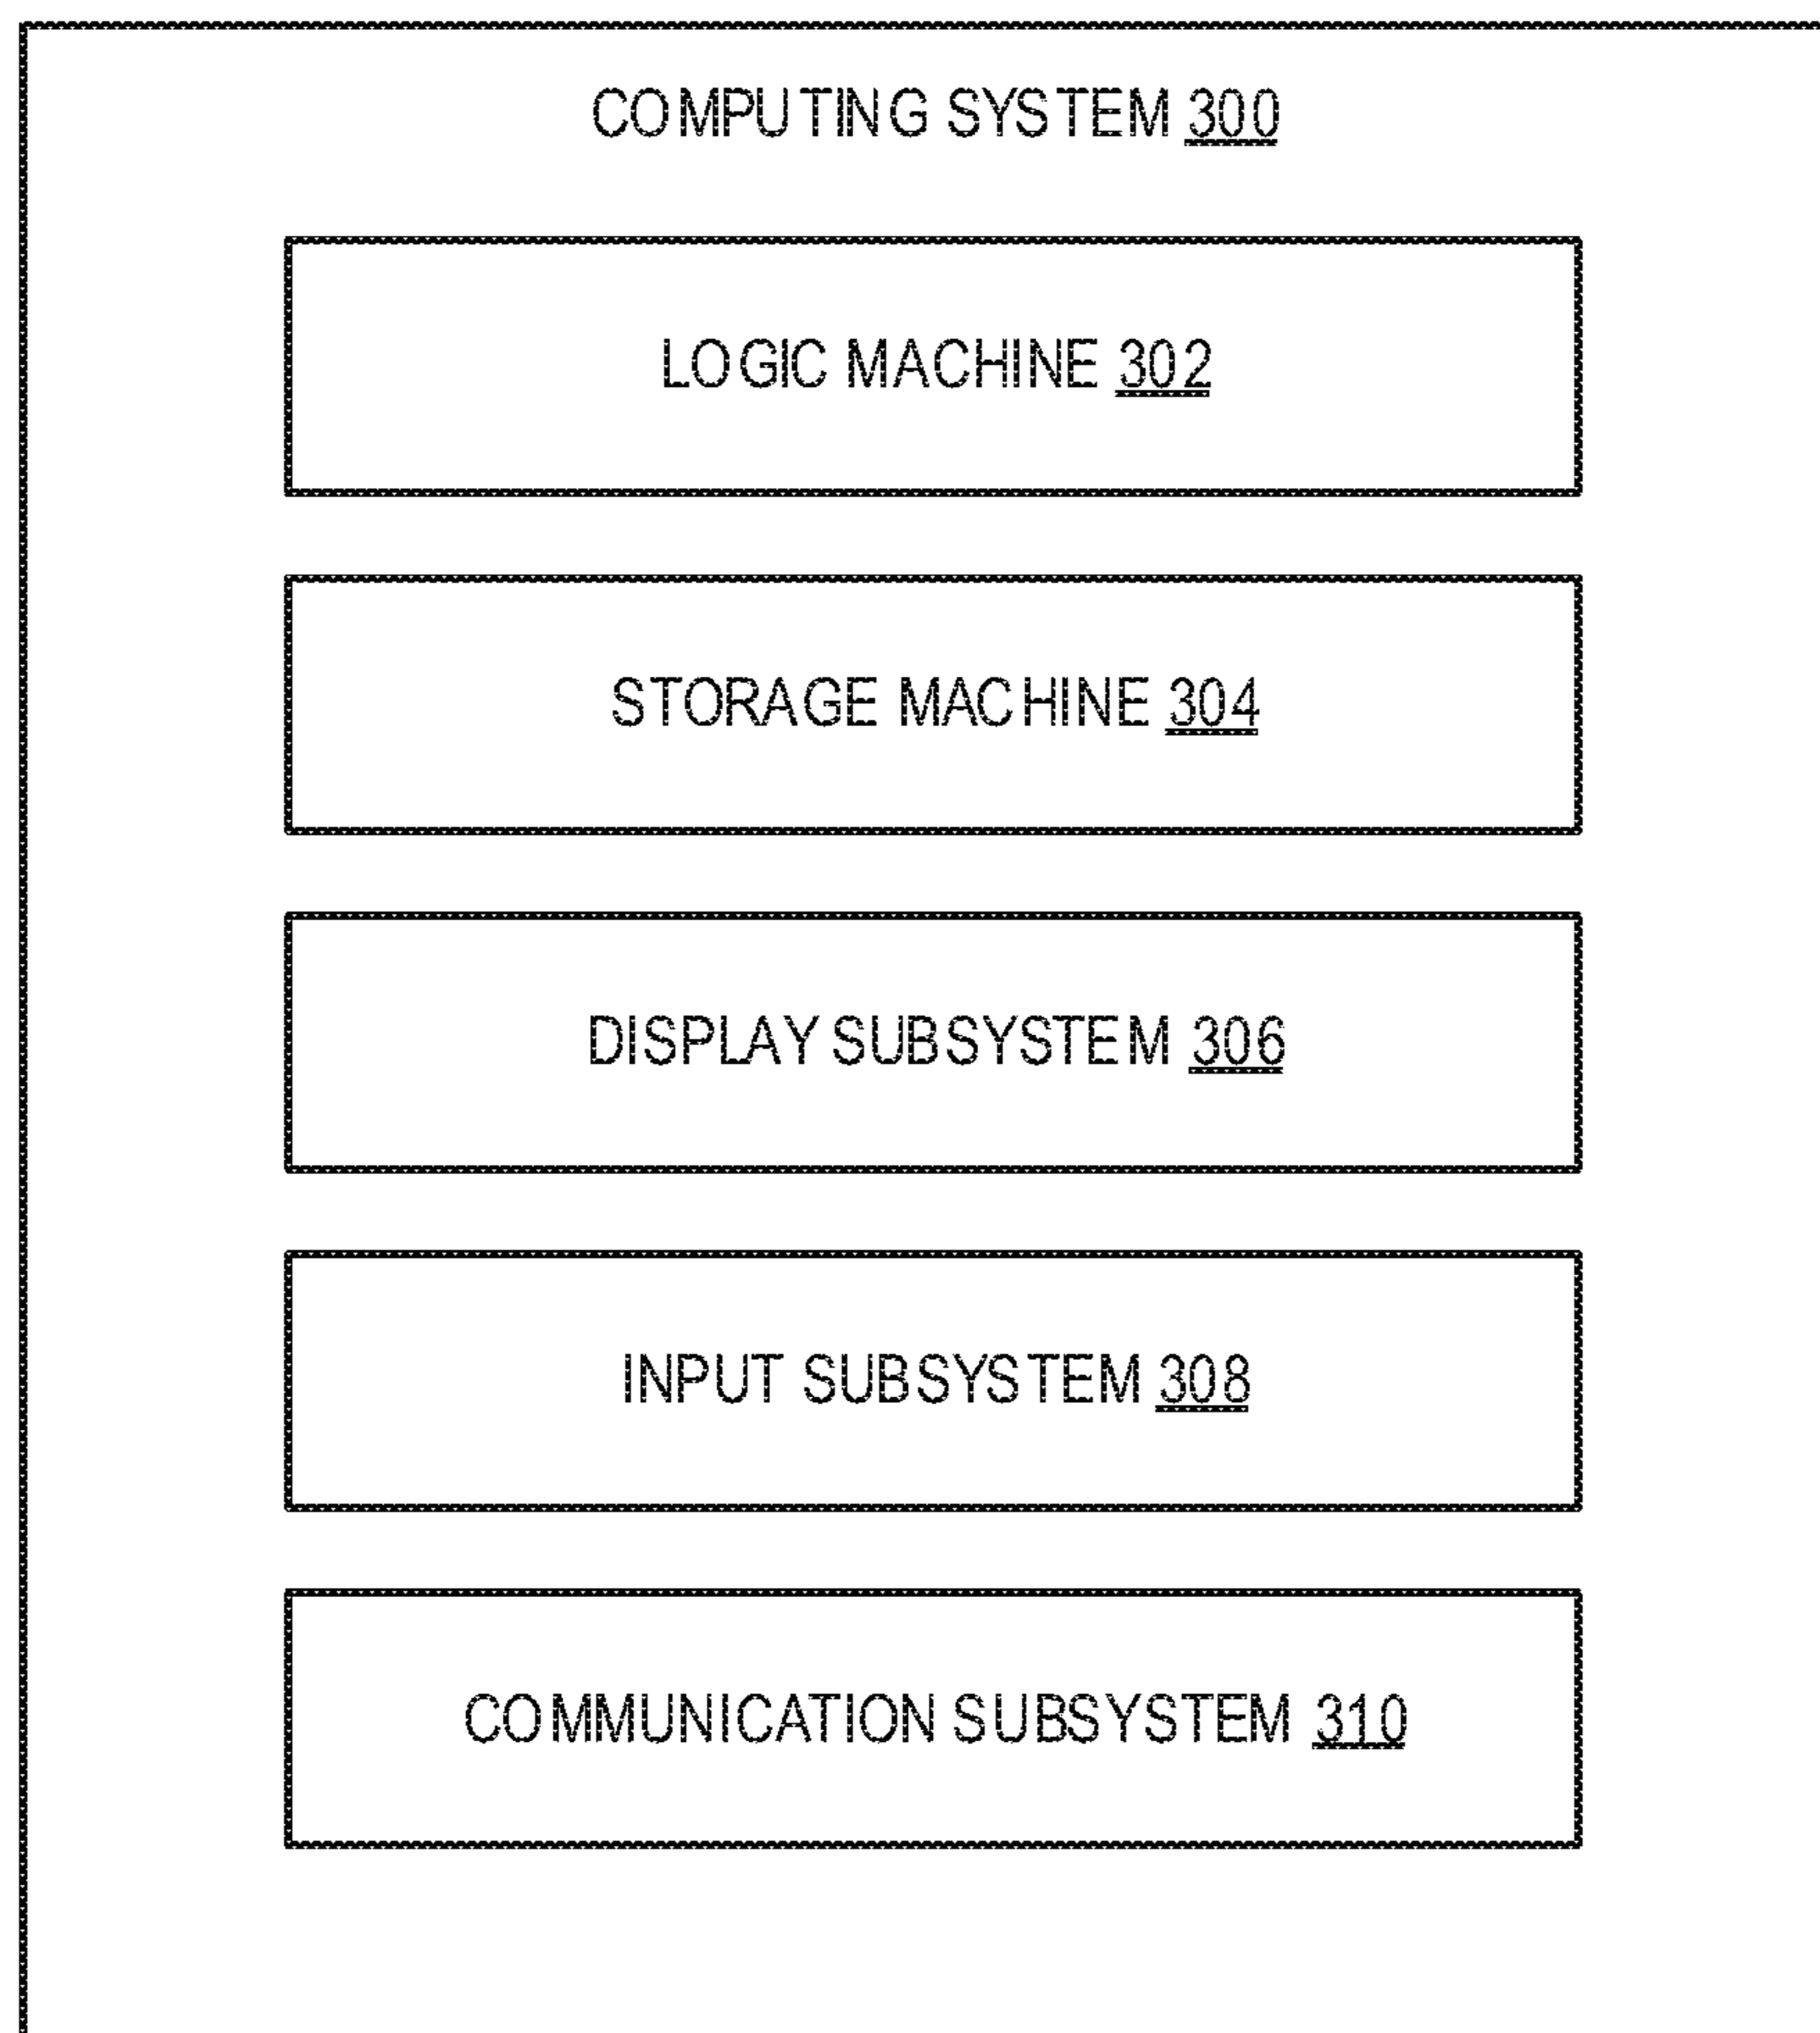 COMPUTING SYSTEM 300
LOGIC MACHINE 302
STORAGE MACHINE 304
DISPLAY SUBSYSTEM 306
INPUT SUBSYSTEM 308
COMMUNICATION SUBSYSTEM 310